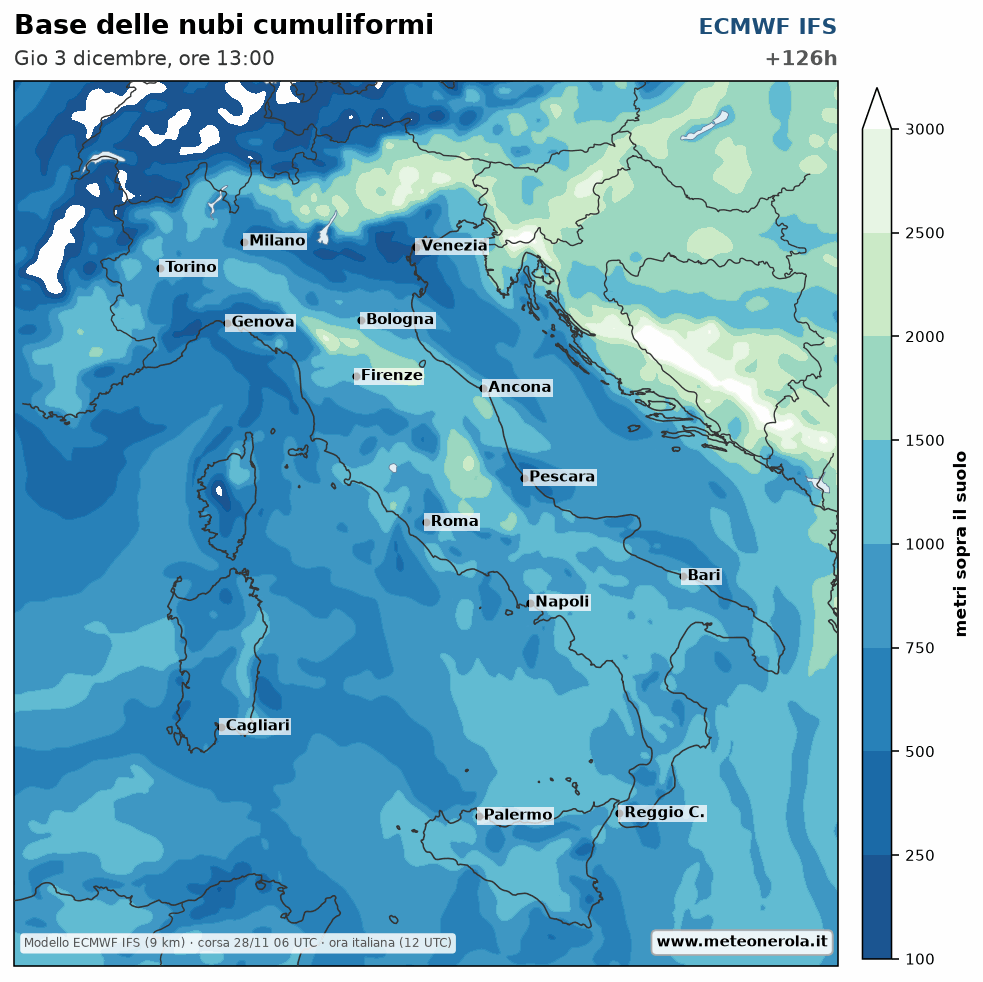 Base delle nubi cumuliformi
ECMWF IFS
Gio 3 dicembre, ore 13:00
+126h
Milano
Venezia
Torino
Genova
Bologna
Firenze
Ancona
Pescara
Roma
Bari
Napoli
Cagliari
Palermo
Reggio C.
3000
2500
2000
1500
1000
750
500
250
100
metri sopra il suolo
Modello ECMWF IFS (9 km) · corsa 28/11 06 UTC · ora italiana (12 UTC)
www.meteonerola.it